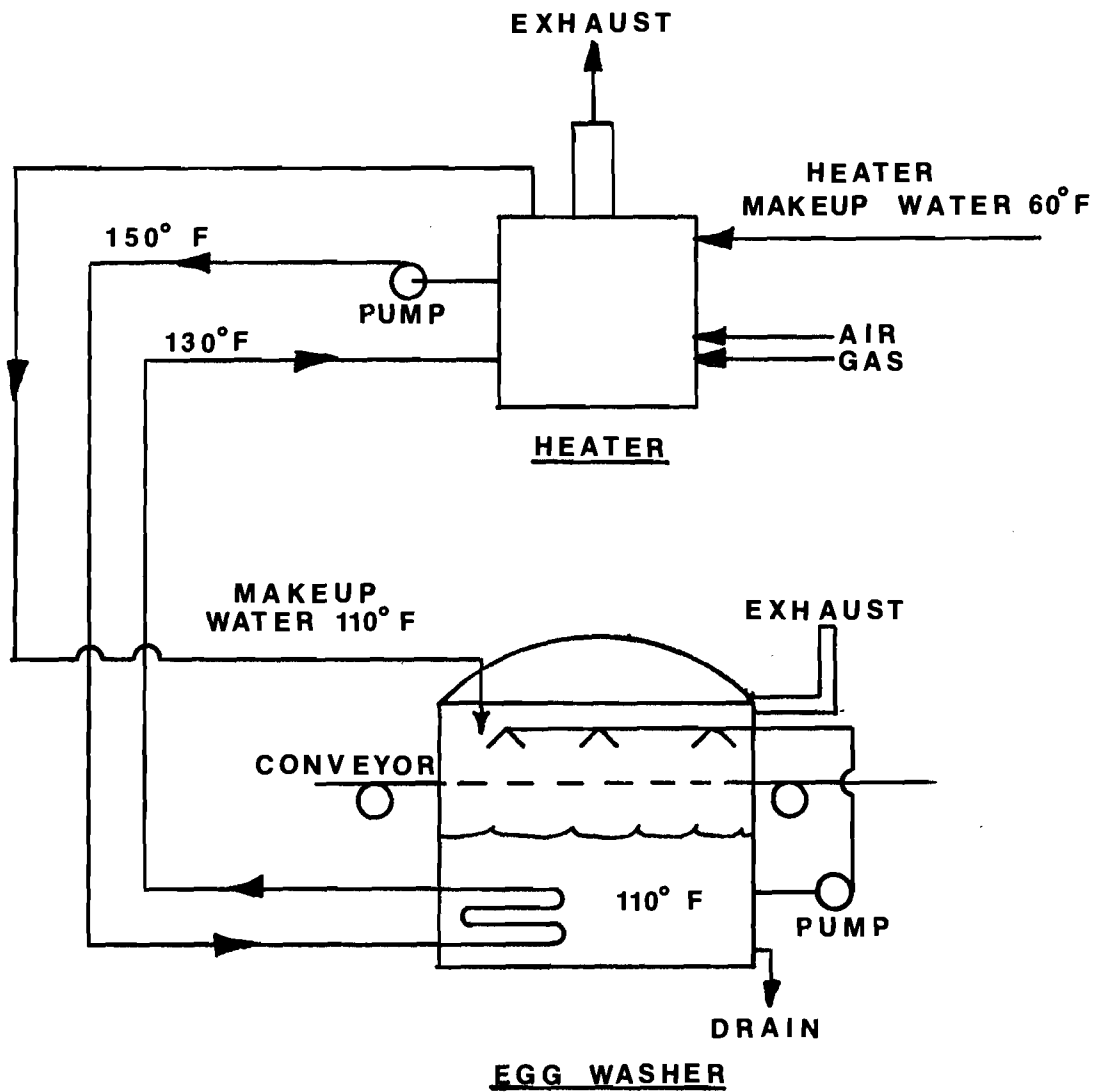 EXHAUST
HEATER
MAKEUP WATER 60°F
150° F
PUMP
130°F
AIR
GAS
HEATER
MAKEUP
WATER 110°F
EXHAUST
CONVEYOR
110° F
PUMP
DRAIN
EGG WASHER